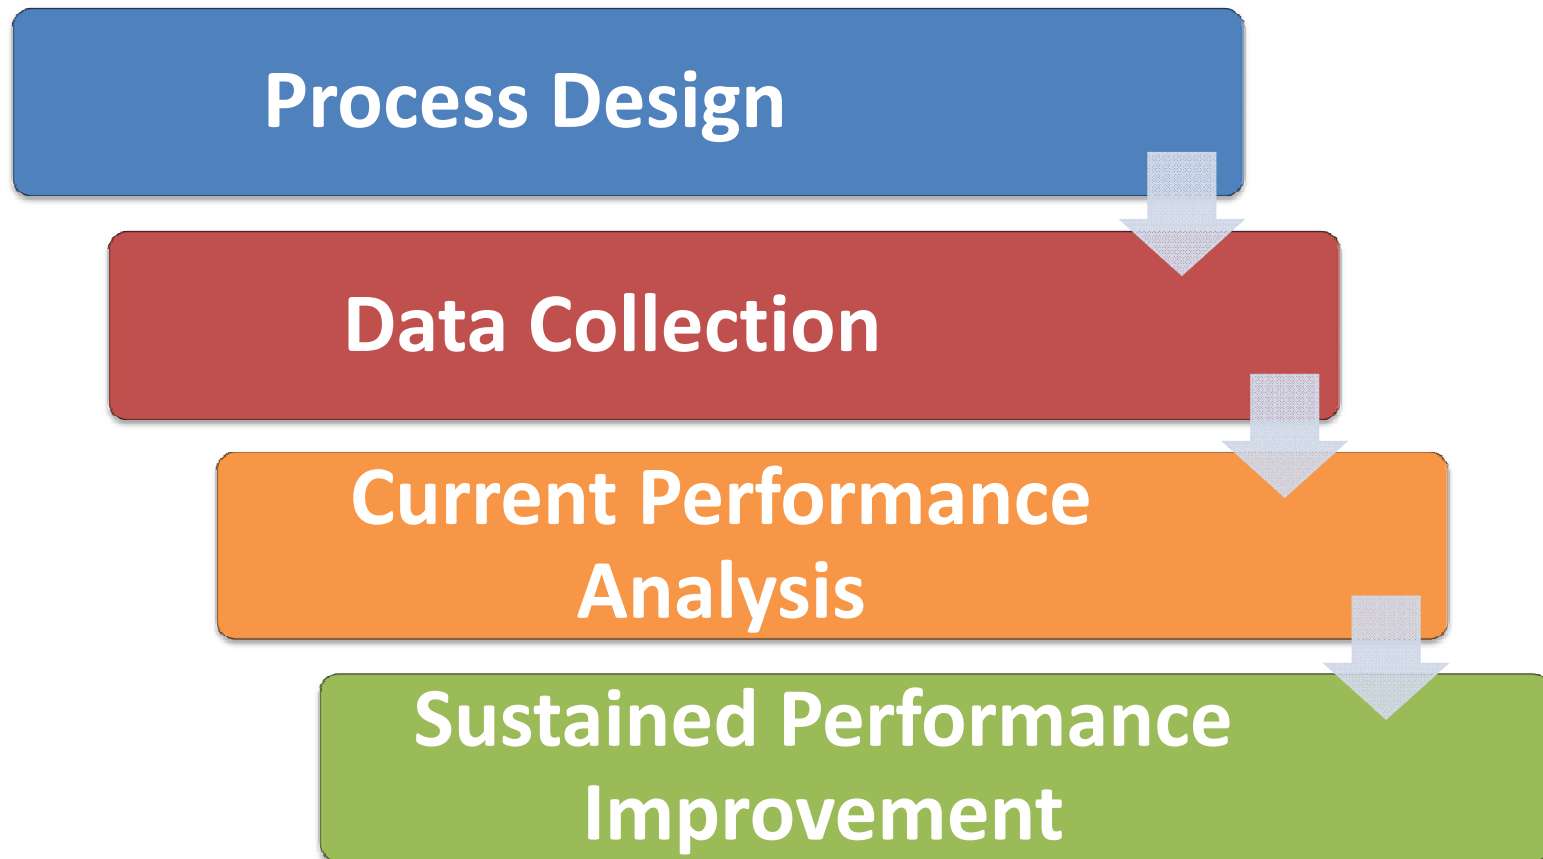 Process Design
Data Collection
Current Performance
Analysis
Sustained Performance
Improvement